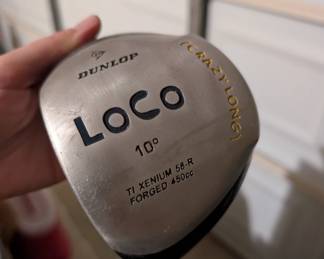 DUNLOP
LOCO
10°
TI XENIUM 58-R
FORGED 450cc
(CRAZY LONG)